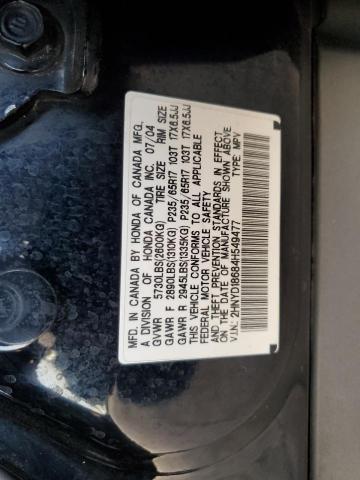 MFD. IN CANADA BY HONDA OF CANADA MFG.
A DIVISION OF HONDA CANADA INC. 07/04
GVWR 5730LBS(2600KG) TIRE SIZE RIM SIZE
GAWR F 2890LBS(1310KG) P235/65R17 103T 17X6.5JJ
GAWR R 2945LBS(1335KG) P235/65R17 103T 17X6.5JJ
THIS VEHICLE CONFORMS TO ALL APPLICABLE
FEDERAL MOTOR VEHICLE SAFETY
AND THEFT PREVENTION STANDARDS IN EFFECT
ON THE DATE OF MANUFACTURE SHOWN ABOVE.
V.I.N.: 2HNYD18684H549477 TYPE: MPV
10